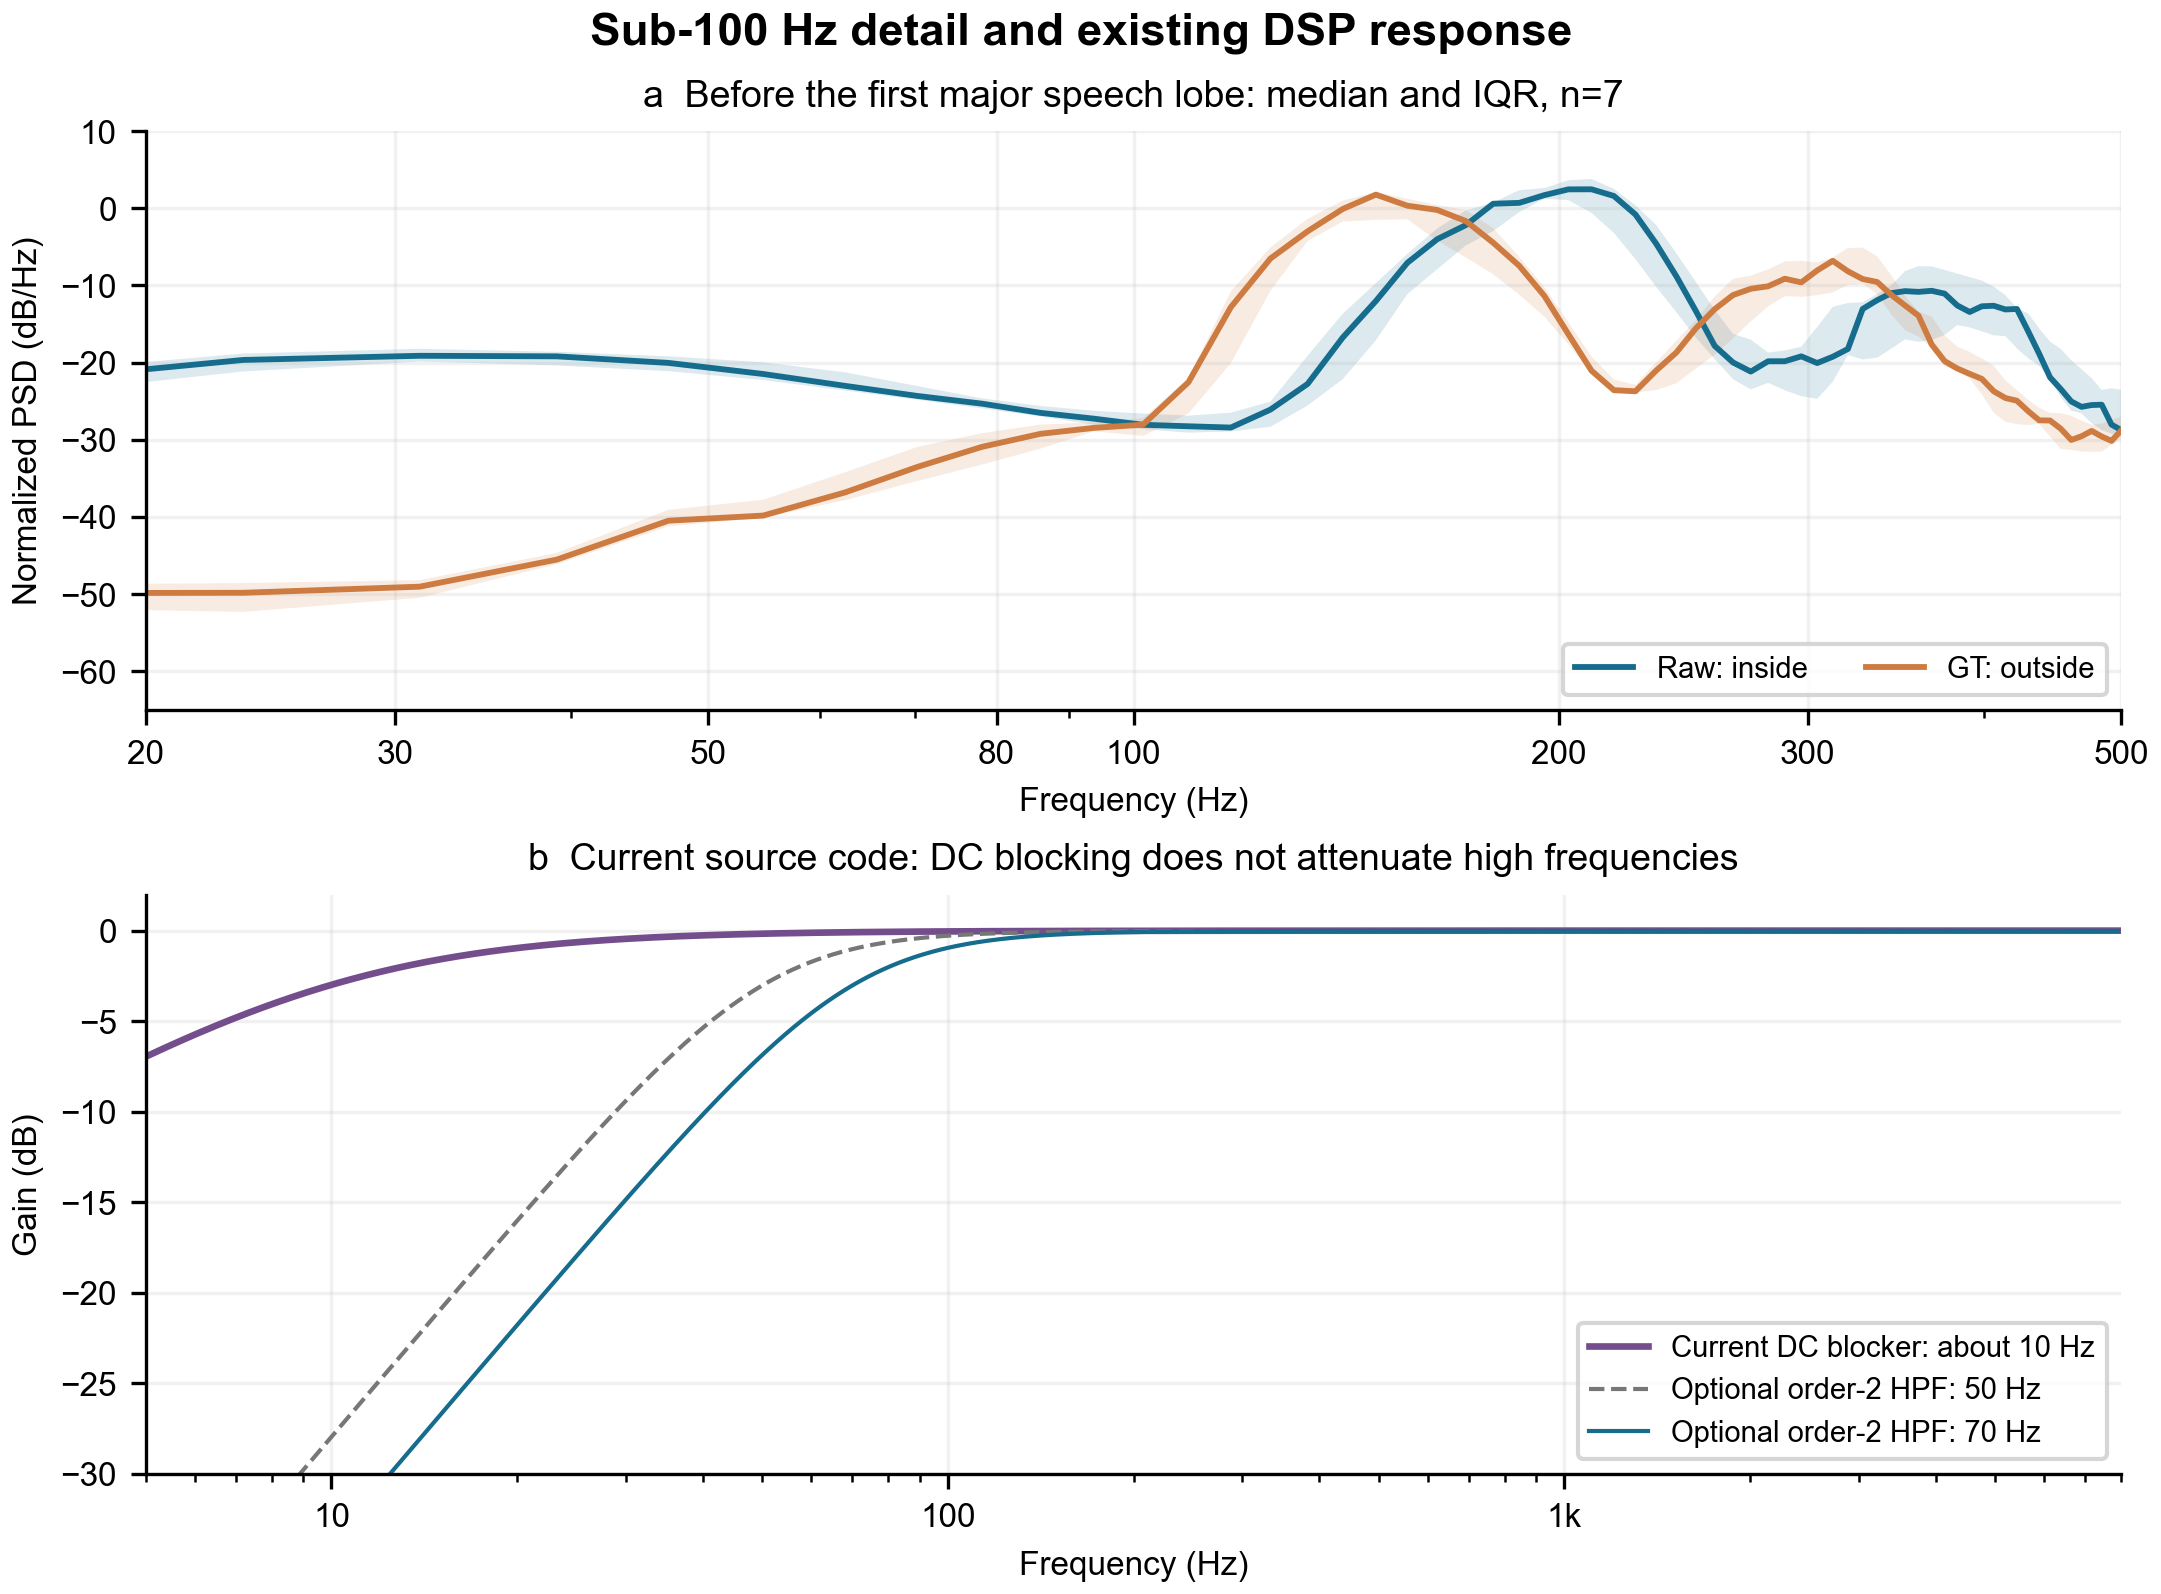 Sub-100 Hz detail and existing DSP response
a  Before the first major speech lobe: median and IQR, n=7
Normalized PSD (dB/Hz)
10
0
−10
−20
−30
−40
−50
−60
Raw: inside
GT: outside
20
30
50
80
100
200
300
500
Frequency (Hz)
b  Current source code: DC blocking does not attenuate high frequencies
Gain (dB)
0
−5
−10
−15
−20
−25
−30
Current DC blocker: about 10 Hz
Optional order-2 HPF: 50 Hz
Optional order-2 HPF: 70 Hz
10
100
1k
Frequency (Hz)